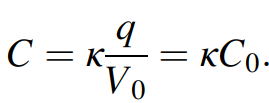 C = κ q/V₀ = κC₀.